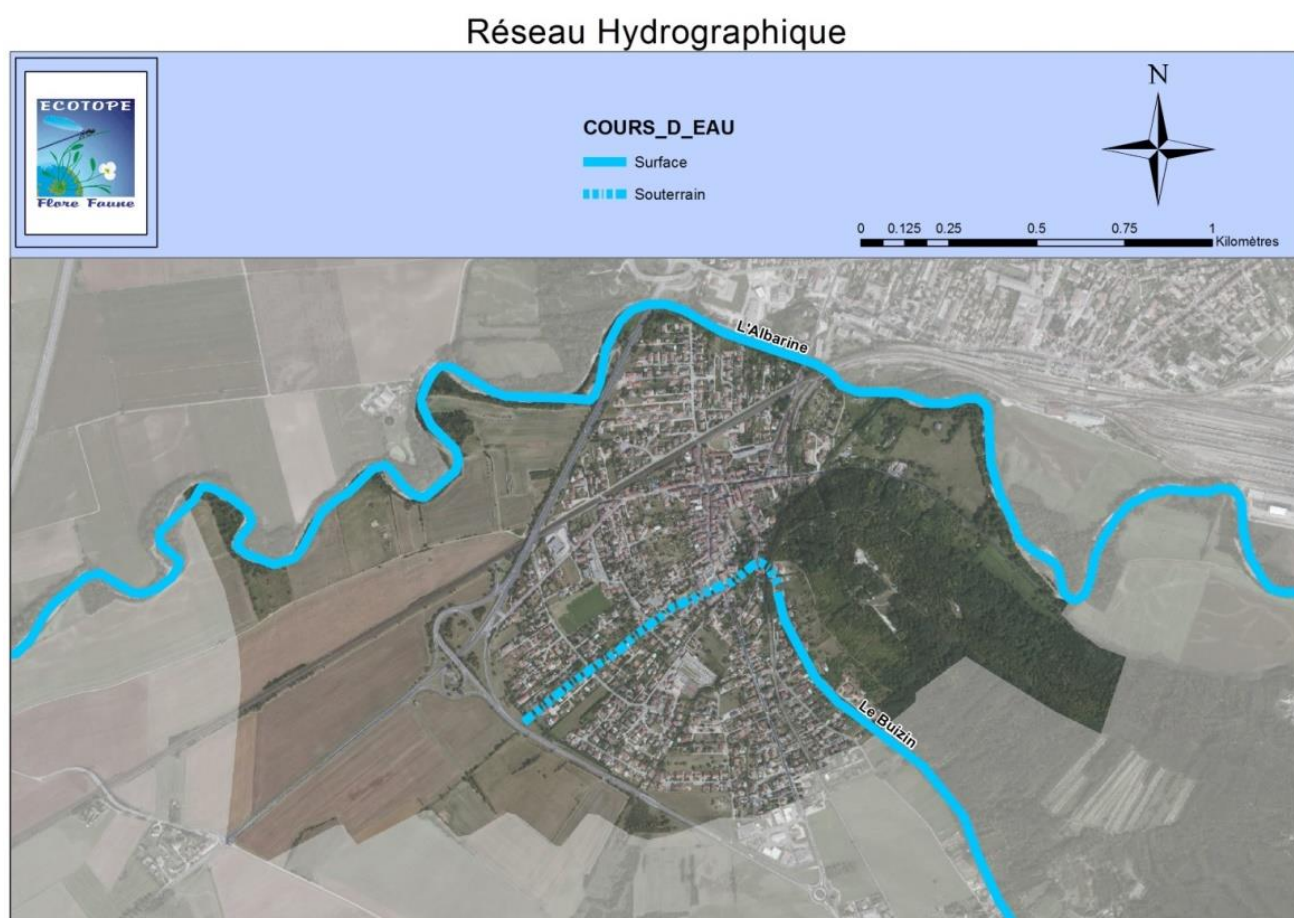 Réseau Hydrographique
ECOTOPE
Flore Faune
COURS_D_EAU
Surface
Souterrain
N
0 0.125 0.25 0.5 0.75 1
Kilomètres
L'Albarine
Le Buizin